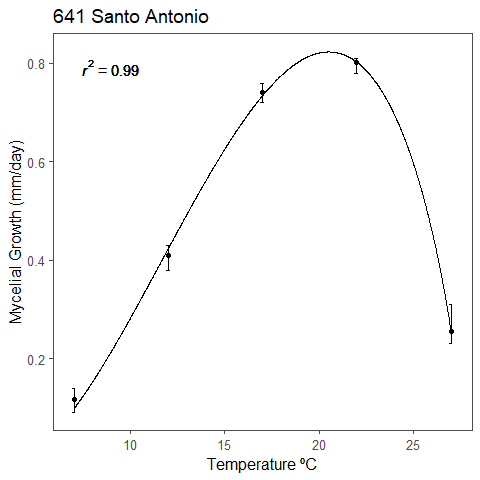 641 Santo Antonio
r² = 0.99
Mycelial Growth (mm/day)
0.8
0.6
0.4
0.2
10 15 20 25
Temperature ºC